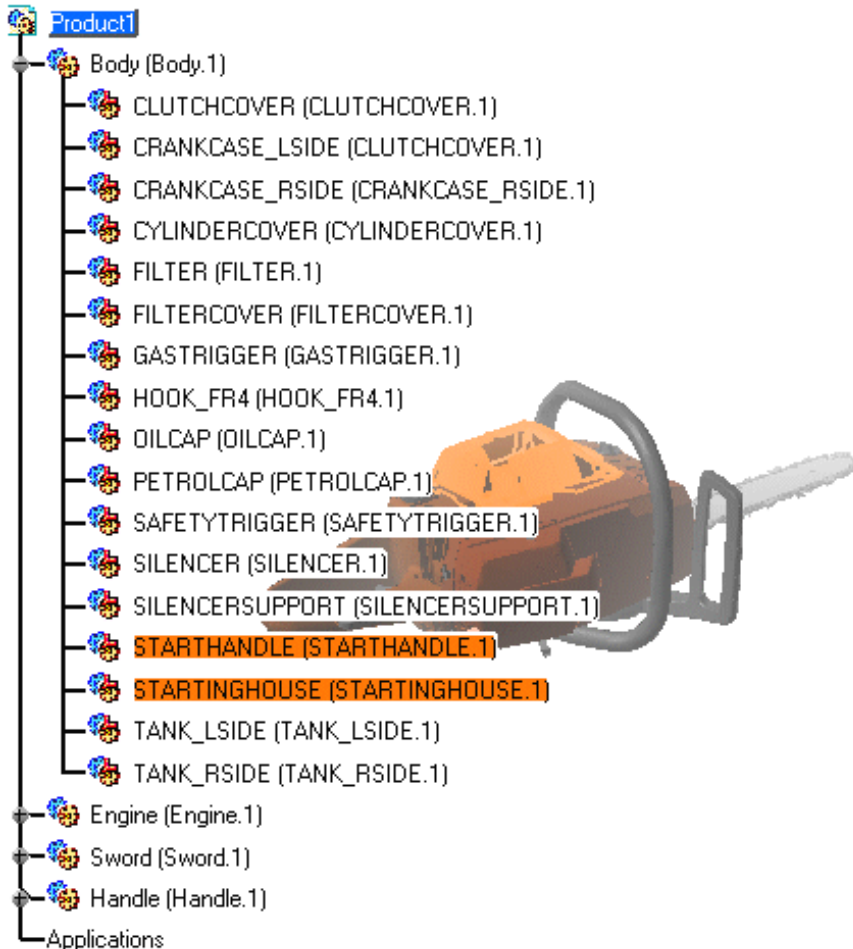 Product1
Body (Body.1)
CLUTCHCOVER (CLUTCHCOVER.1)
CRANKCASE_LSIDE (CLUTCHCOVER.1)
CRANKCASE_RSIDE (CRANKCASE_RSIDE.1)
CYLINDERCOVER (CYLINDERCOVER.1)
FILTER (FILTER.1)
FILTERCOVER (FILTERCOVER.1)
GASTRIGGER (GASTRIGGER.1)
HOOK_FR4 (HOOK_FR4.1)
OILCAP (OILCAP.1)
PETROLCAP (PETROLCAP.1)
SAFETYTRIGGER (SAFETYTRIGGER.1)
SILENCER (SILENCER.1)
SILENCERSUPPORT (SILENCERSUPPORT.1)
STARTHANDLE (STARTHANDLE.1)
STARTINGHOUSE (STARTINGHOUSE.1)
TANK_LSIDE (TANK_LSIDE.1)
TANK_RSIDE (TANK_RSIDE.1)
Engine (Engine.1)
Sword (Sword.1)
Handle (Handle.1)
Applications